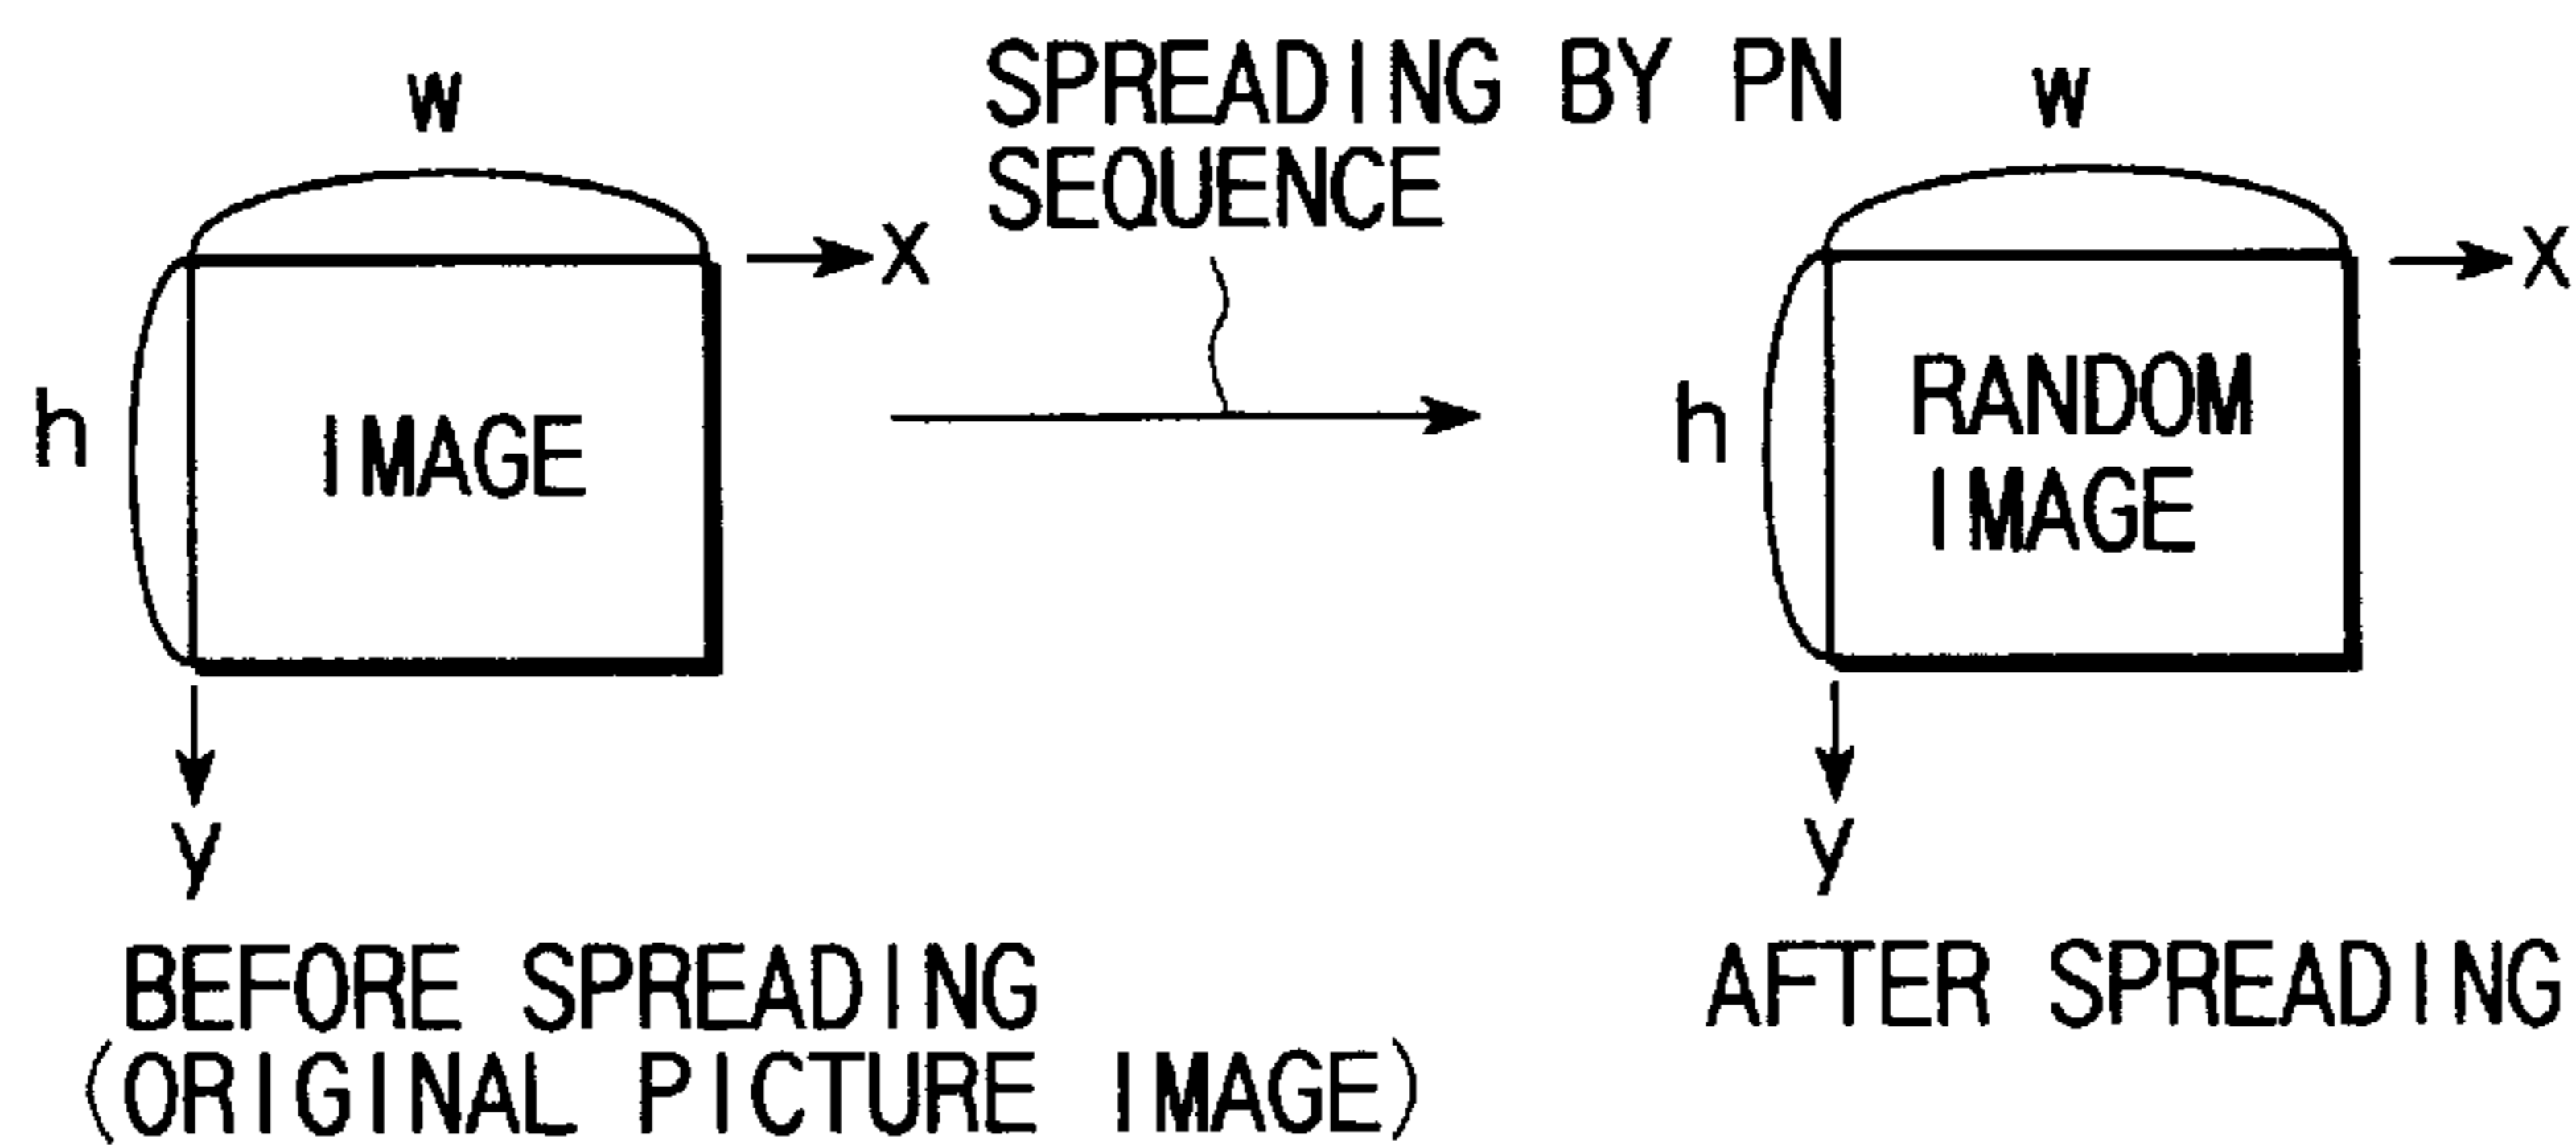 w
SPREADING BY PN
SEQUENCE
w
x
x
h
IMAGE
h
RANDOM
IMAGE
y
y
BEFORE SPREADING
(ORIGINAL PICTURE IMAGE)
AFTER SPREADING